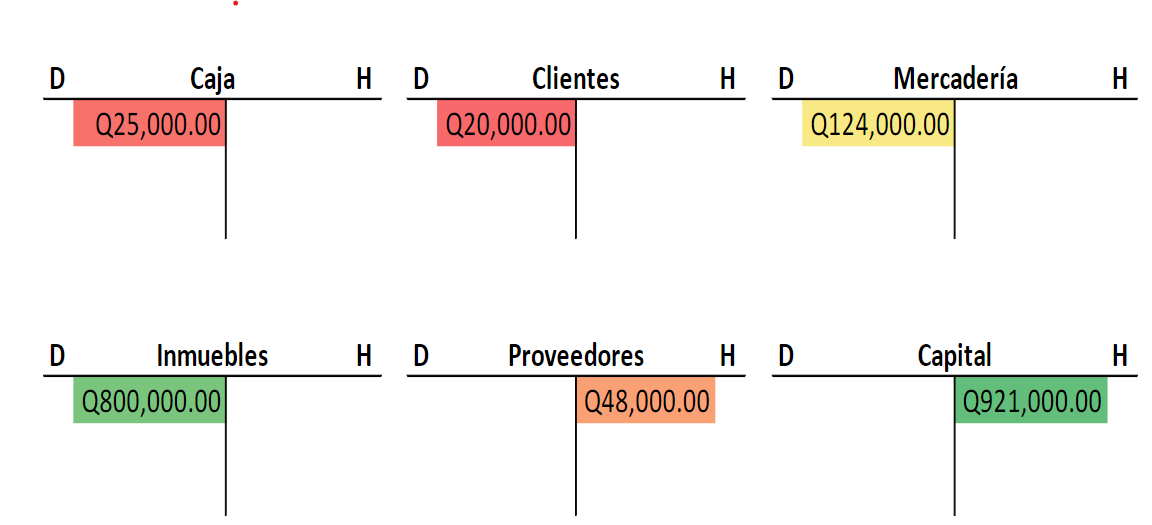 D Caja H D Clientes H D Mercadería H
Q25,000.00 Q20,000.00 Q124,000.00
D Inmuebles H D Proveedores H D Capital H
Q800,000.00 Q48,000.00 Q921,000.00